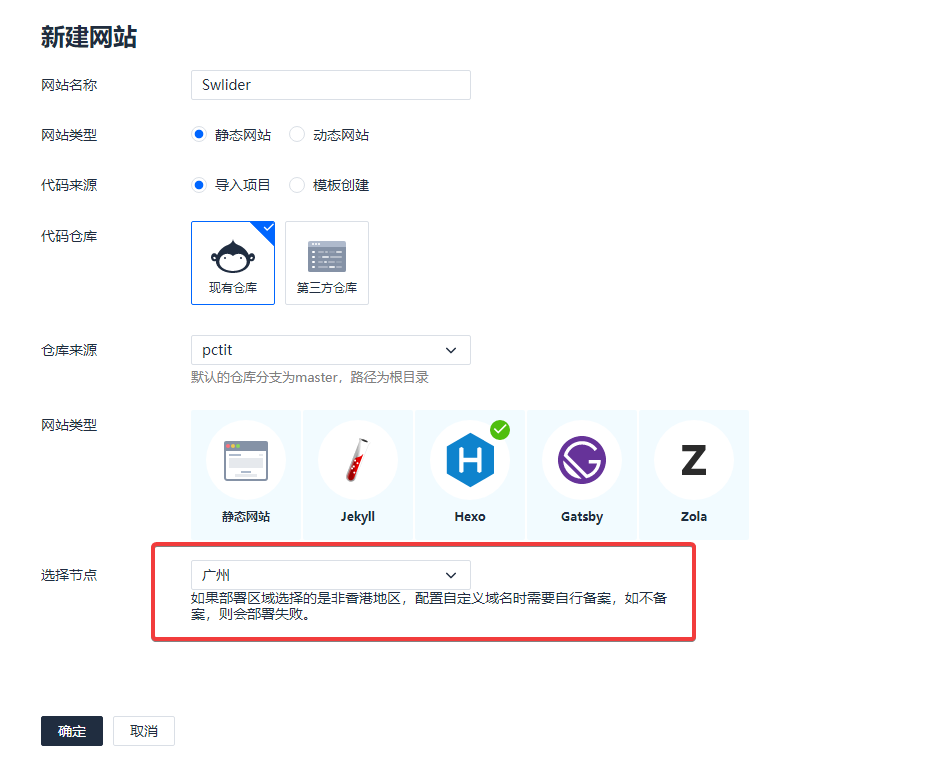 新建网站
网站名称
Swlider
网站类型
静态网站 动态网站
代码来源
导入项目 模板创建
代码仓库
现有仓库 第三方仓库
仓库来源
pctit
默认的仓库分支为master，路径为根目录
网站类型
静态网站 Jekyll Hexo Gatsby Zola
选择节点
广州
如果部署区域选择的是非香港地区，配置自定义域名时需要自行备案，如不备
案，则会部署失败。
确定 取消